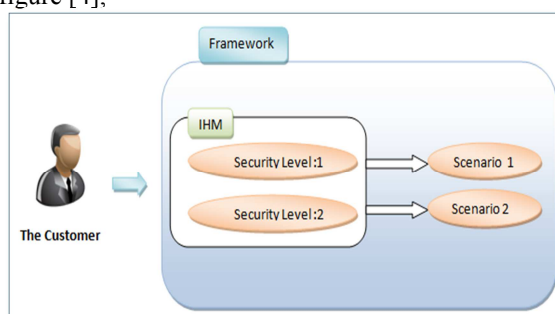 figure [4],
Framework
IHM
Security Level :1
Scenario 1
Security Level :2
Scenario 2
The Customer